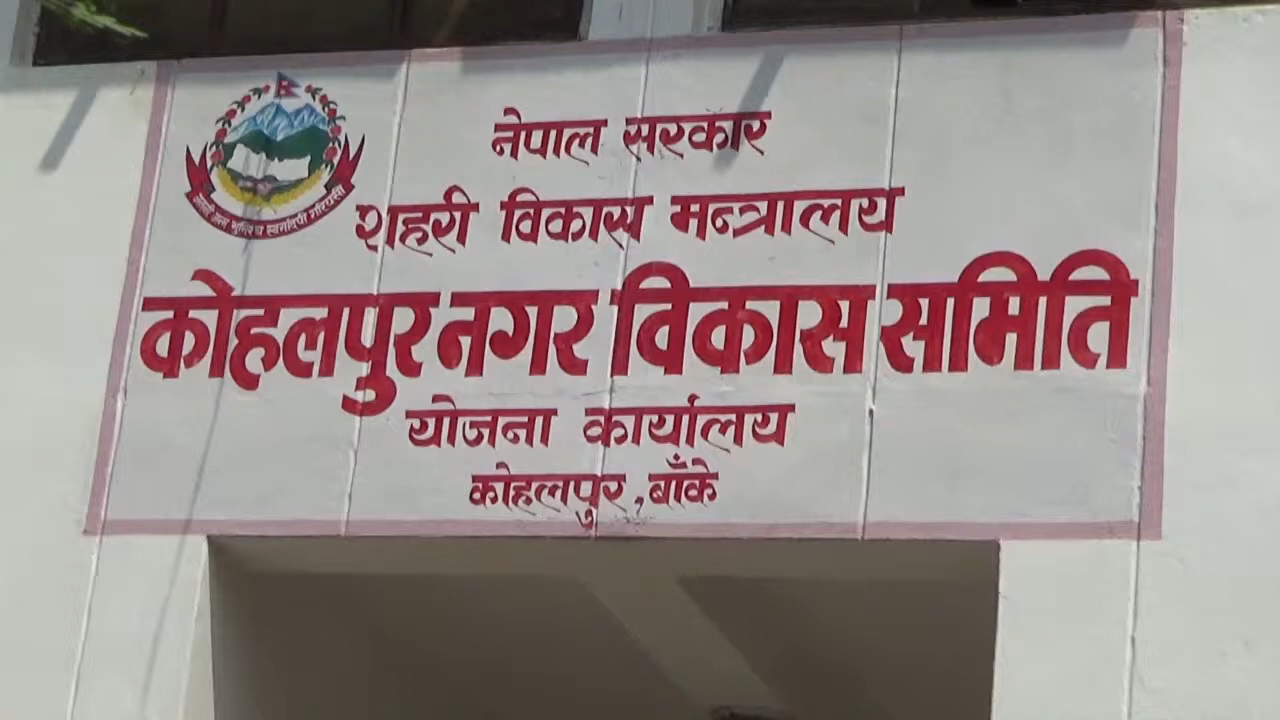 नेपाल सरकार
शहरी विकास मन्त्रालय
कोहलपुर नगर विकास समिति
योजना कार्यालय
कोहलपुर, बाँके